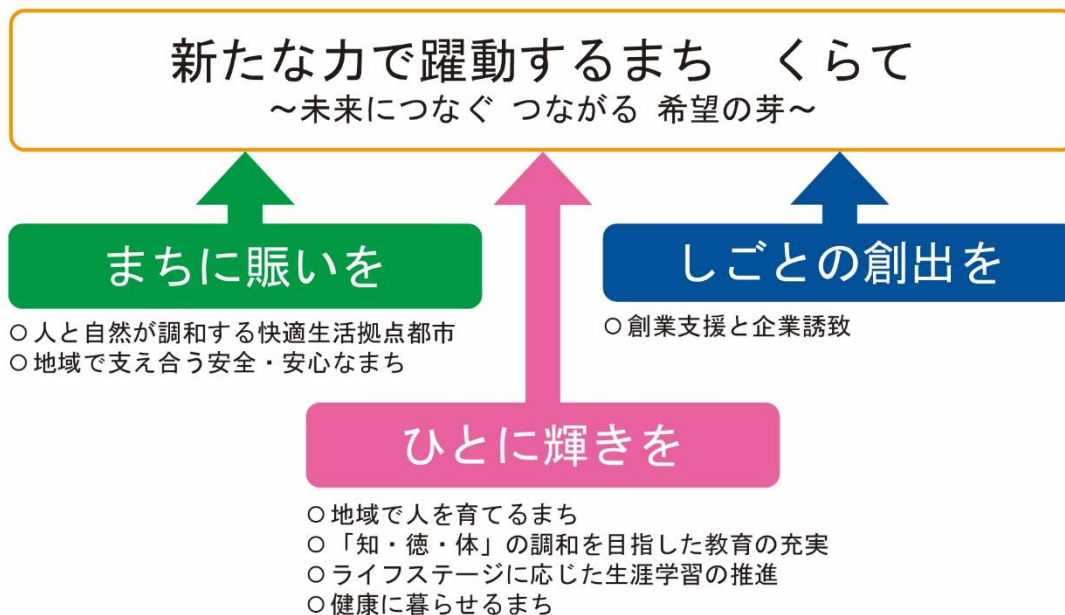 新たな力で躍動するまち　くらて
～未来につなぐ つながる 希望の芽～
まちに賑いを
○人と自然が調和する快適生活拠点都市
○地域で支え合う安全・安心なまち
しごとの創出を
○創業支援と企業誘致
ひとに輝きを
○地域で人を育てるまち
○「知・徳・体」の調和を目指した教育の充実
○ライフステージに応じた生涯学習の推進
○健康に暮らせるまち